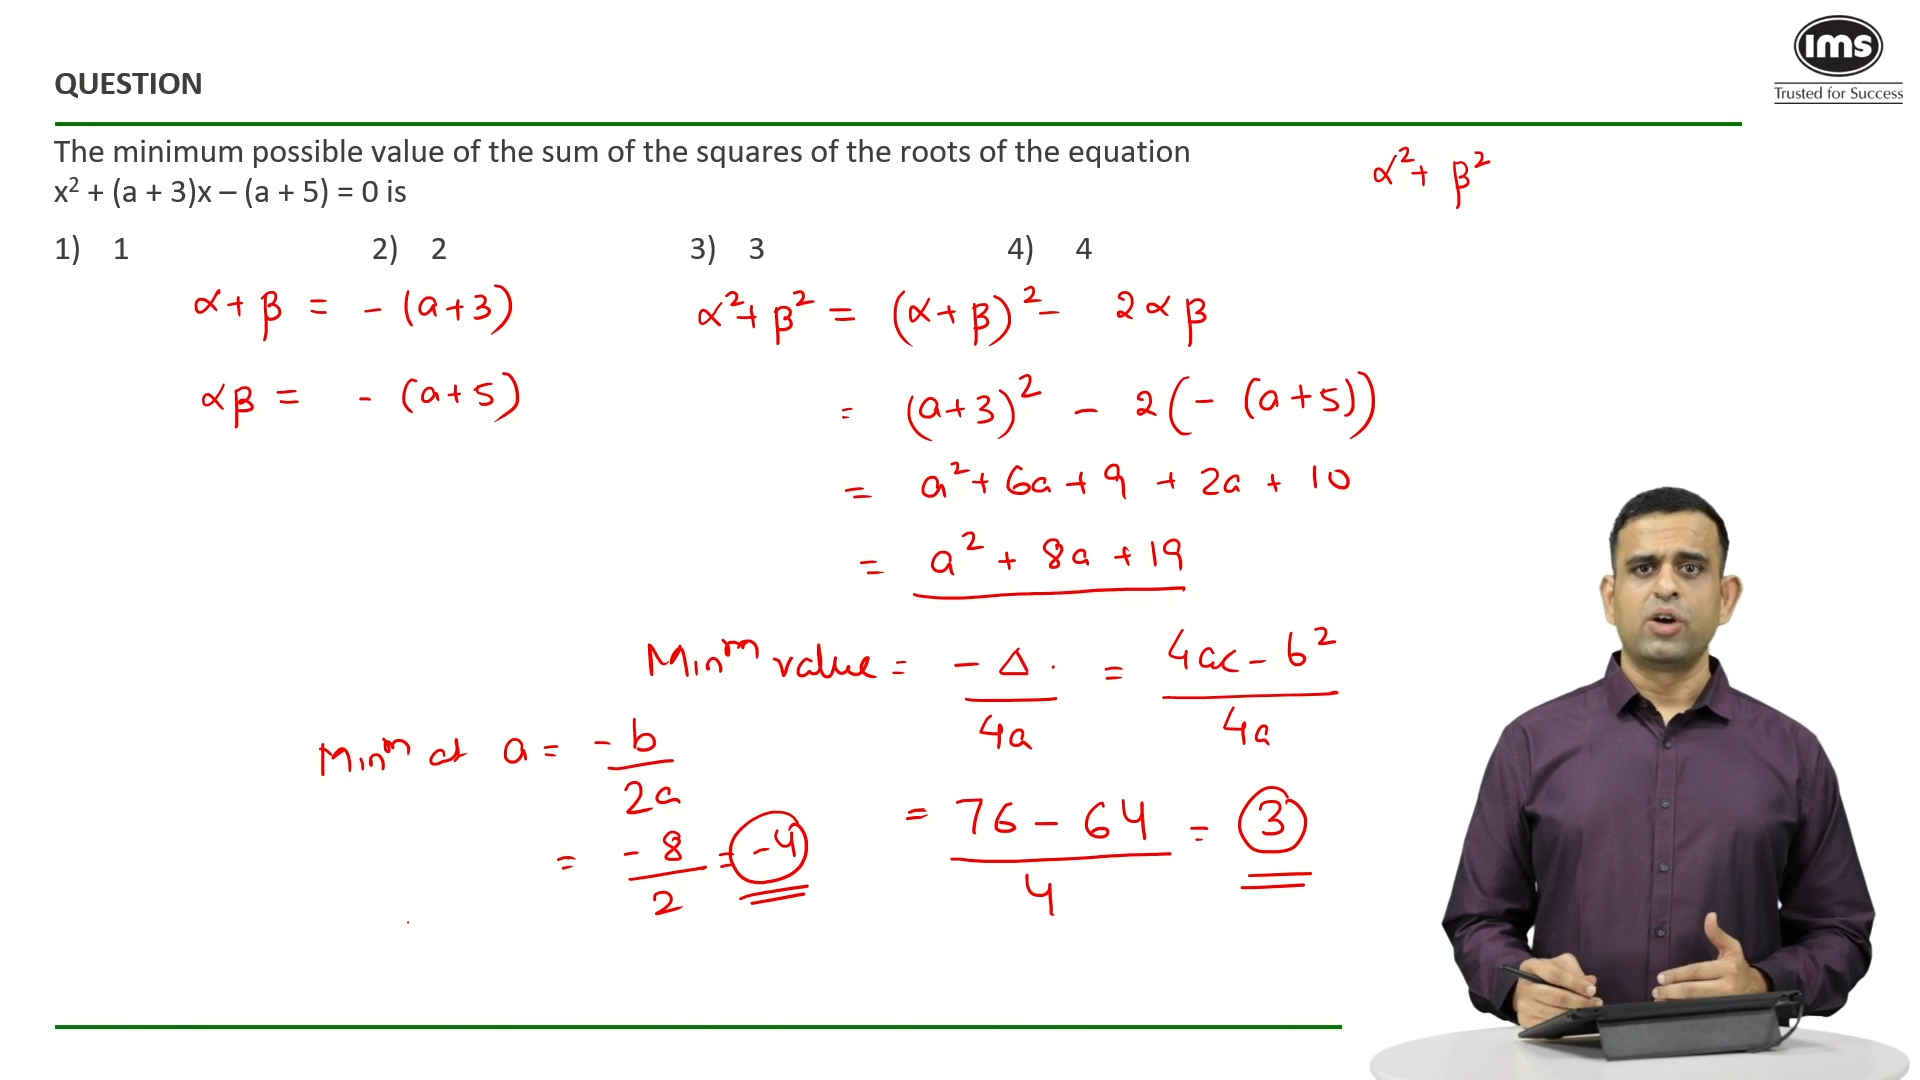 ims
Trusted for Success
QUESTION
The minimum possible value of the sum of the squares of the roots of the equation
x² + (a + 3)x – (a + 5) = 0 is
α² + β²
1) 1 2) 2 3) 3 4) 4
α + β = - (a+3)
αβ = - (a+5)
α² + β² = (α + β)² - 2αβ
= (a+3)² - 2(- (a+5))
= a² + 6a + 9 + 2a + 10
= a² + 8a + 19
Minᵐ value = -Δ/4a = (4ac - b²)/4a
= (76 - 64)/4 = 3
Minᵐ at a = -b/2a
= -8/2 = -4